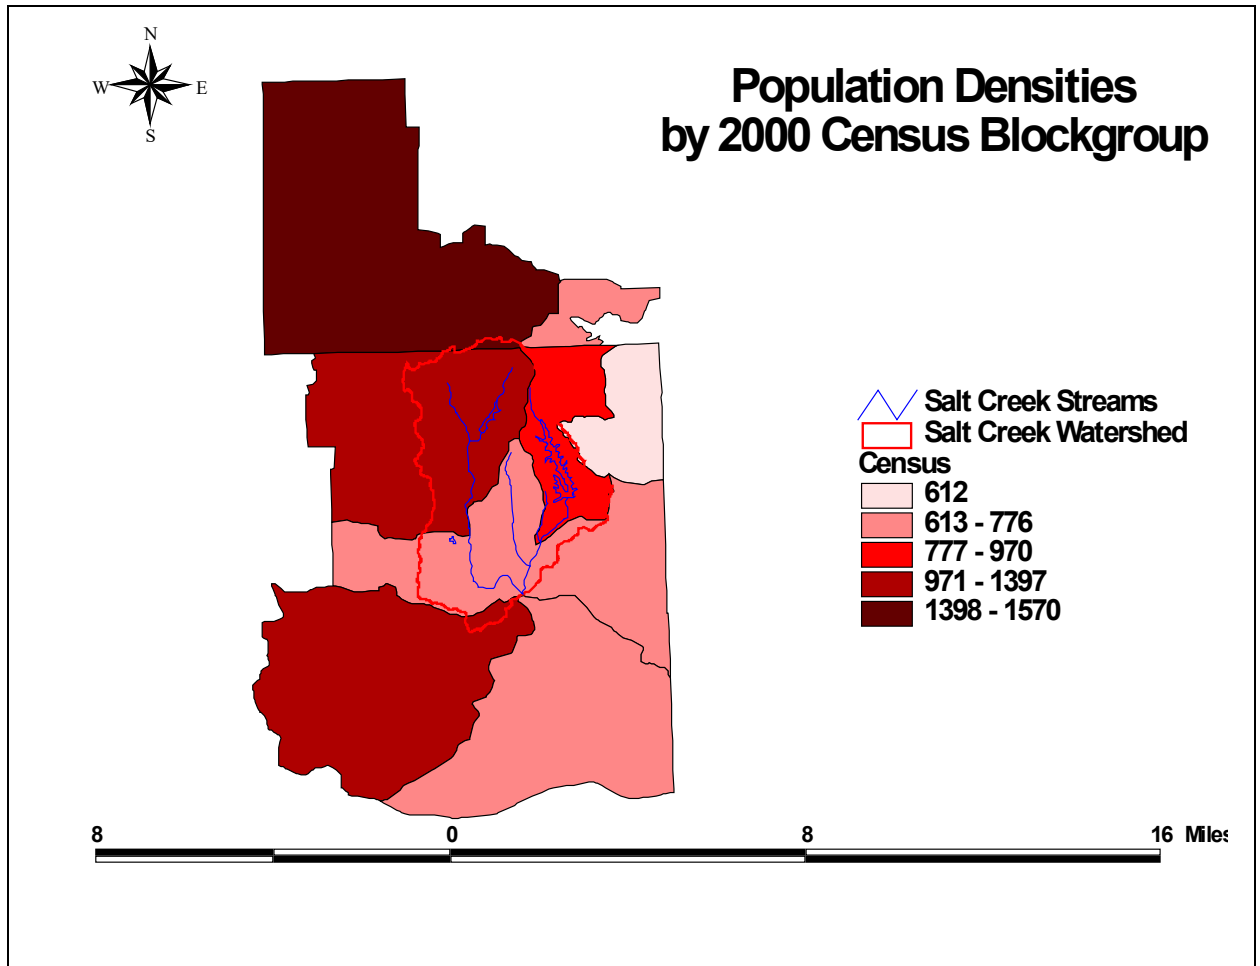 N
W E
S
Population Densities
by 2000 Census Blockgroup
Salt Creek Streams
Salt Creek Watershed
Census
612
613 - 776
777 - 970
971 - 1397
1398 - 1570
8 0 8 16 Miles